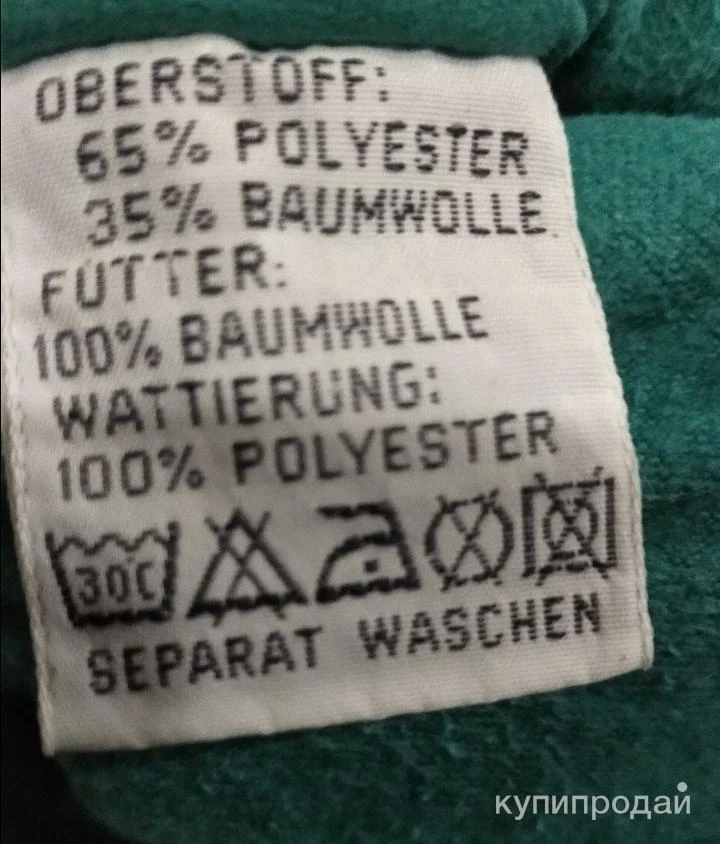 OBERSTOFF:
65% POLYESTER
35% BAUMWOLLE
FUTTER:
100% BAUMWOLLE
WATTIERUNG:
100% POLYESTER
30C
SEPARAT WASCHEN
купипродай